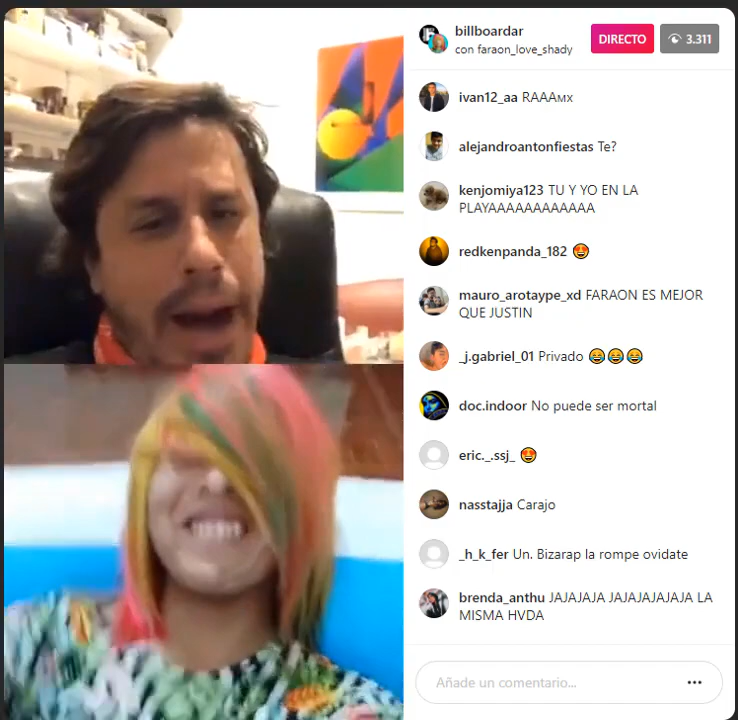 billboardar
con faraon_love_shady
DIRECTO
3.311
ivan12_aa RAAAмx
alejandroantonfiestas Te?
kenjomiya123 TU Y YO EN LA
PLAYAAAAAAAAAAAA
redkenpanda_182 😍
mauro_arotaype_xd FARAON ES MEJOR
QUE JUSTIN
_j.gabriel_01 Privado 😂😂😂
doc.indoor No puede ser mortal
eric._.ssj_ 😍
nasstajja Carajo
_h_k_fer Un. Bizarap la rompe ovidate
brenda_anthu JAJAJAJA JAJAJAJAJAJA LA
MISMA HVDA
Añade un comentario...